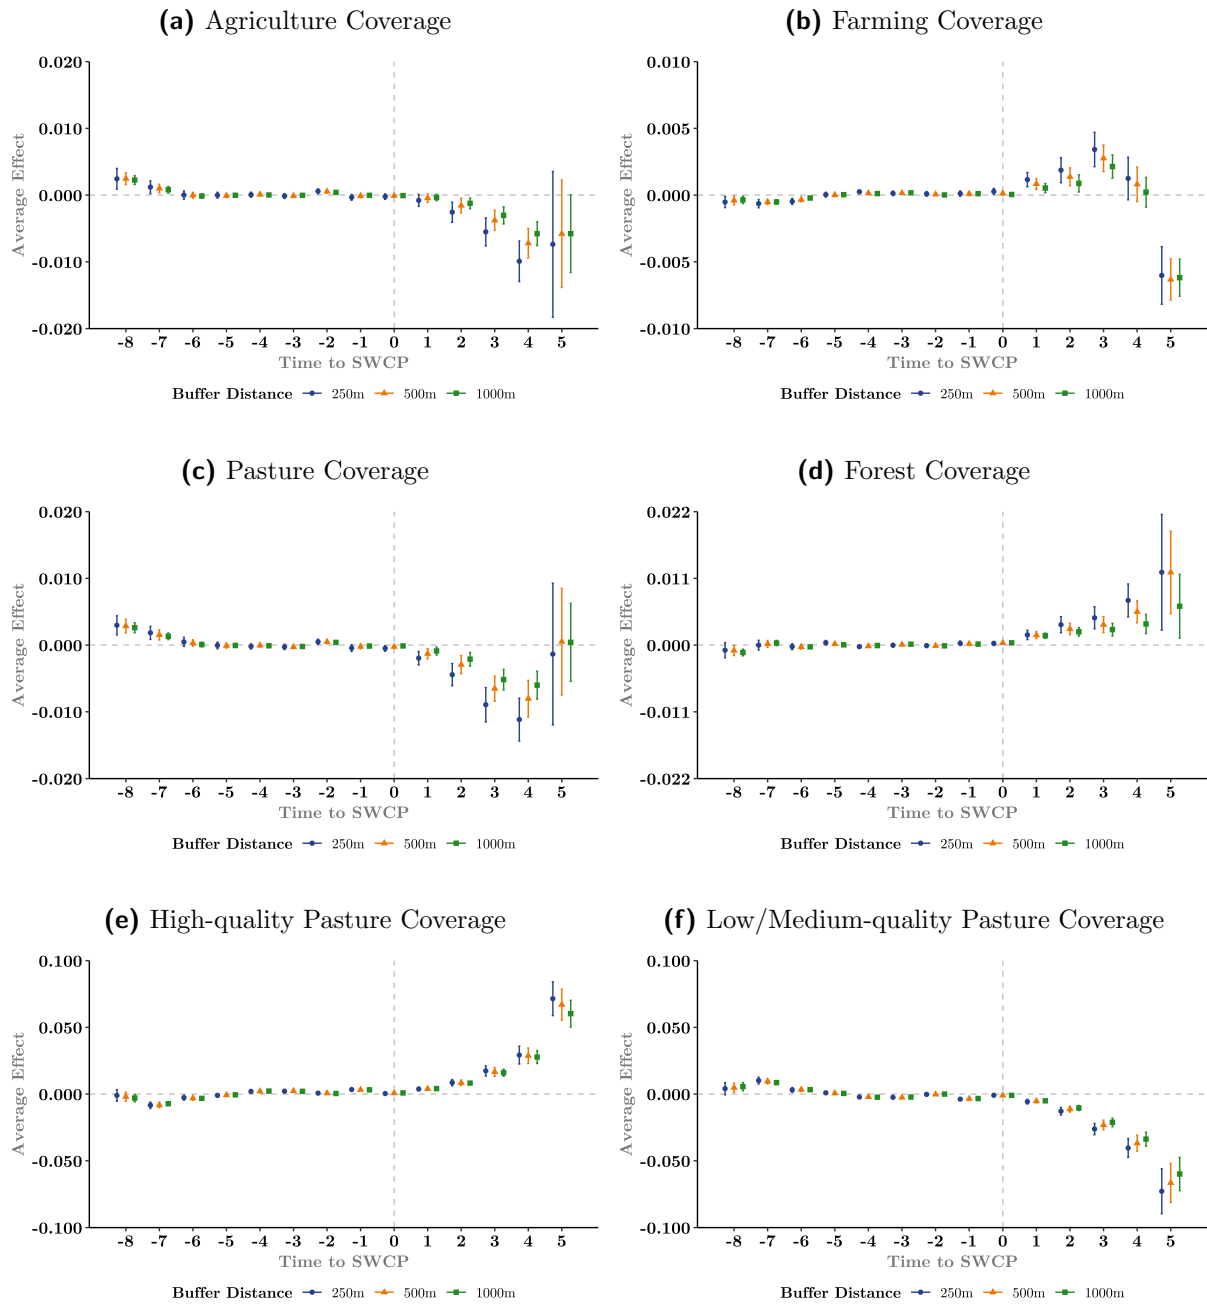 (a) Agriculture Coverage
0.020
0.010
0.000
-0.010
-0.020
Average Effect
-8 -7 -6 -5 -4 -3 -2 -1 0 1 2 3 4 5
Time to SWCP
Buffer Distance 250m 500m 1000m
(b) Farming Coverage
0.010
0.005
0.000
-0.005
-0.010
Average Effect
-8 -7 -6 -5 -4 -3 -2 -1 0 1 2 3 4 5
Time to SWCP
Buffer Distance 250m 500m 1000m
(c) Pasture Coverage
0.020
0.010
0.000
-0.010
-0.020
Average Effect
-8 -7 -6 -5 -4 -3 -2 -1 0 1 2 3 4 5
Time to SWCP
Buffer Distance 250m 500m 1000m
(d) Forest Coverage
0.022
0.011
0.000
-0.011
-0.022
Average Effect
-8 -7 -6 -5 -4 -3 -2 -1 0 1 2 3 4 5
Time to SWCP
Buffer Distance 250m 500m 1000m
(e) High-quality Pasture Coverage
0.100
0.050
0.000
-0.050
-0.100
Average Effect
-8 -7 -6 -5 -4 -3 -2 -1 0 1 2 3 4 5
Time to SWCP
Buffer Distance 250m 500m 1000m
(f) Low/Medium-quality Pasture Coverage
0.100
0.050
0.000
-0.050
-0.100
Average Effect
-8 -7 -6 -5 -4 -3 -2 -1 0 1 2 3 4 5
Time to SWCP
Buffer Distance 250m 500m 1000m